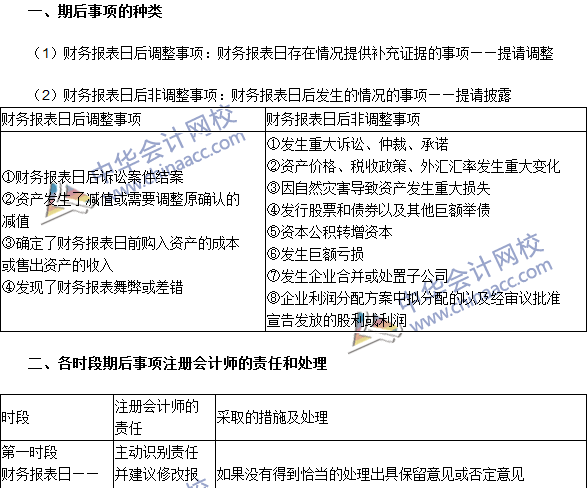 一、期后事项的种类
（1）财务报表日后调整事项：财务报表日存在情况提供补充证据的事项——提请调整
（2）财务报表日后非调整事项：财务报表日后发生的情况的事项——提请披露
财务报表日后调整事项
①财务报表日后诉讼案件结案
②资产发生了减值或需要调整原确认的
减值
③确定了财务报表日前购入资产的成本
或售出资产的收入
④发现了财务报表舞弊或差错
财务报表日后非调整事项
①发生重大诉讼、仲裁、承诺
②资产价格、税收政策、外汇汇率发生重大变化
③因自然灾害导致资产发生重大损失
④发行股票和债券以及其他巨额举债
⑤资本公积转增资本
⑥发生巨额亏损
⑦发生企业合并或处置子公司
⑧企业利润分配方案中拟分配的以及经审议批准
宣告发放的股利或利润
中华会计网校
www.chinaacc.com
中华会计网校
www.chinaacc.com
二、各时段期后事项注册会计师的责任和处理
时段
注册会计师的
责任
采取的措施及处理
第一时段
财务报表日——
主动识别责任
并建议修改报
如果没有得到恰当的处理出具保留意见或否定意见